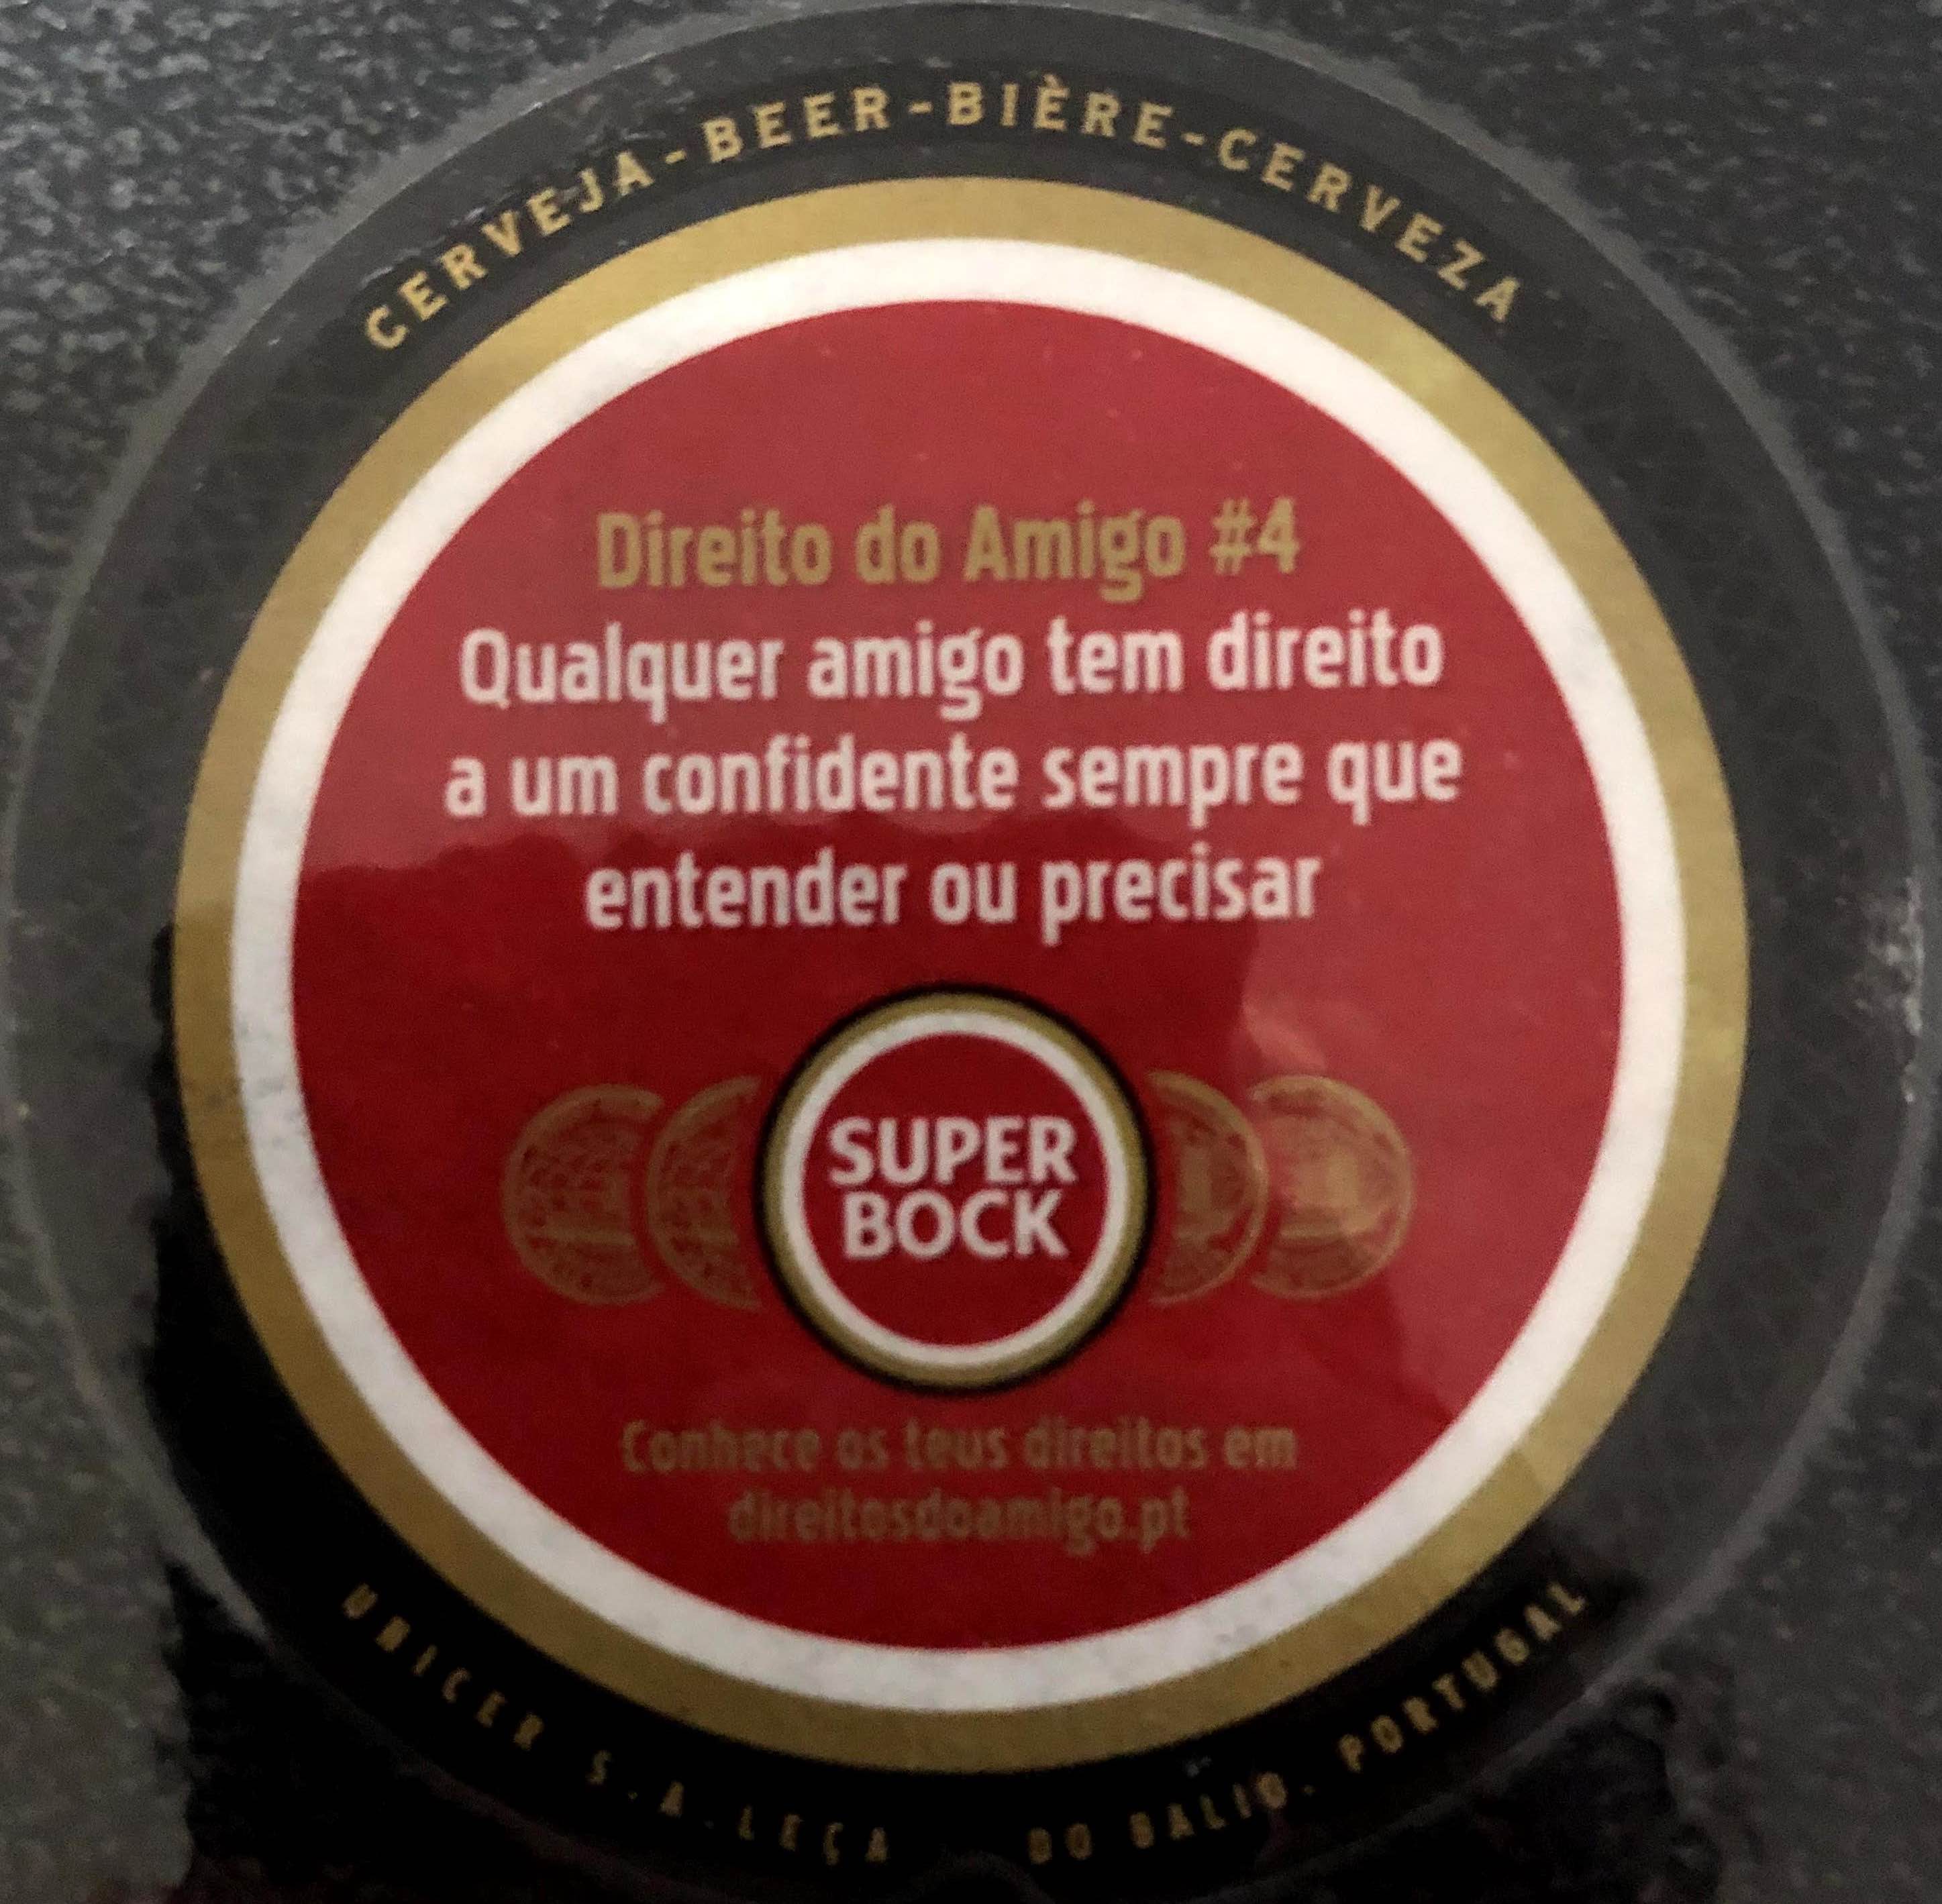 CERVEJA-BEER-BIÈRE-CERVEZA
Direito do Amigo #4
Qualquer amigo tem direito
a um confidente sempre que
entender ou precisar
SUPER
BOCK
Conhece os teus direitos em
direitosdoamigo.pt
UNICER S.A. LEÇA DO BALIO. PORTUGAL